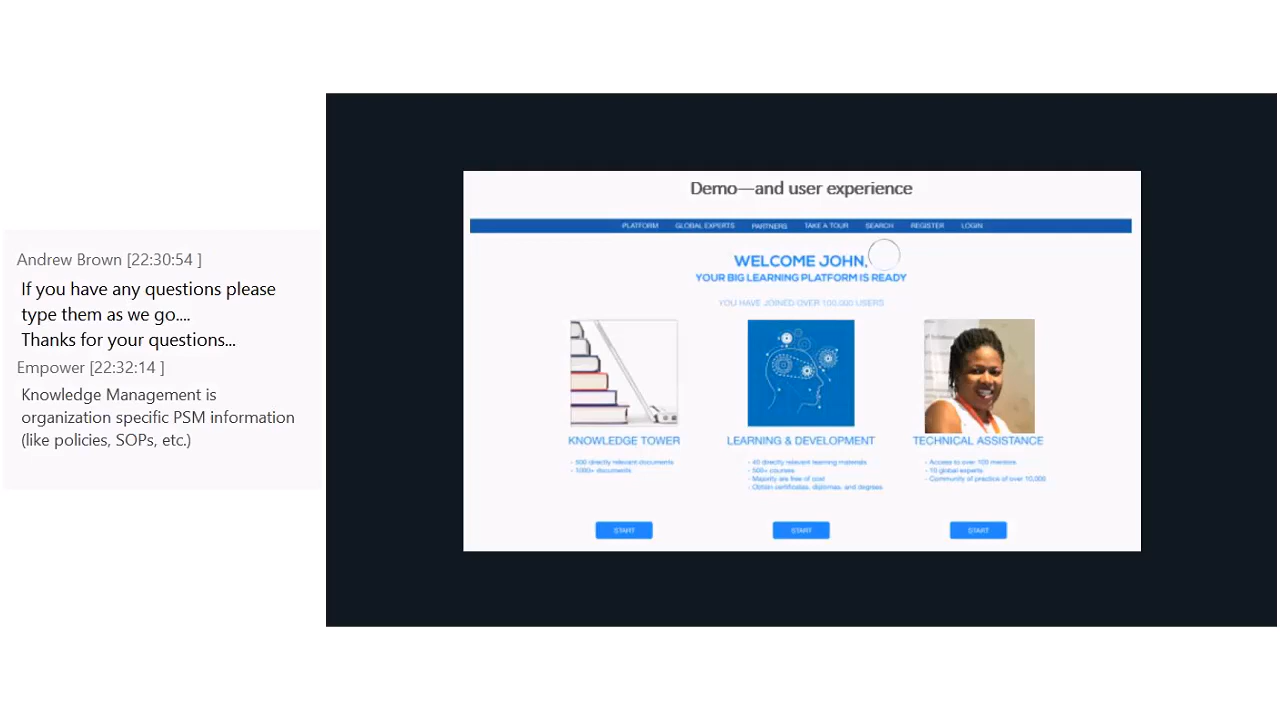 Andrew Brown [22:30:54 ]
If you have any questions please
type them as we go....
Thanks for your questions...
Empower [22:32:14 ]
Knowledge Management is
organization specific PSM information
(like policies, SOPs, etc.)
Demo—and user experience
PLATFORM GLOBAL EXPERTS PARTNERS TAKE A TOUR SEARCH REGISTER LOGIN
WELCOME JOHN,
YOUR BIG LEARNING PLATFORM IS READY
YOU HAVE JOINED OVER 100,000 USERS
KNOWLEDGE TOWER
- 500 directly relevant documents
- 1000+ documents
START
LEARNING & DEVELOPMENT
- 40 directly relevant learning materials
- 500+ courses
- Majority are free of cost
- Obtain certificates, diplomas, and degrees
START
TECHNICAL ASSISTANCE
- Access to over 100 mentors
- 10 global experts
- Community of practice of over 10,000
START